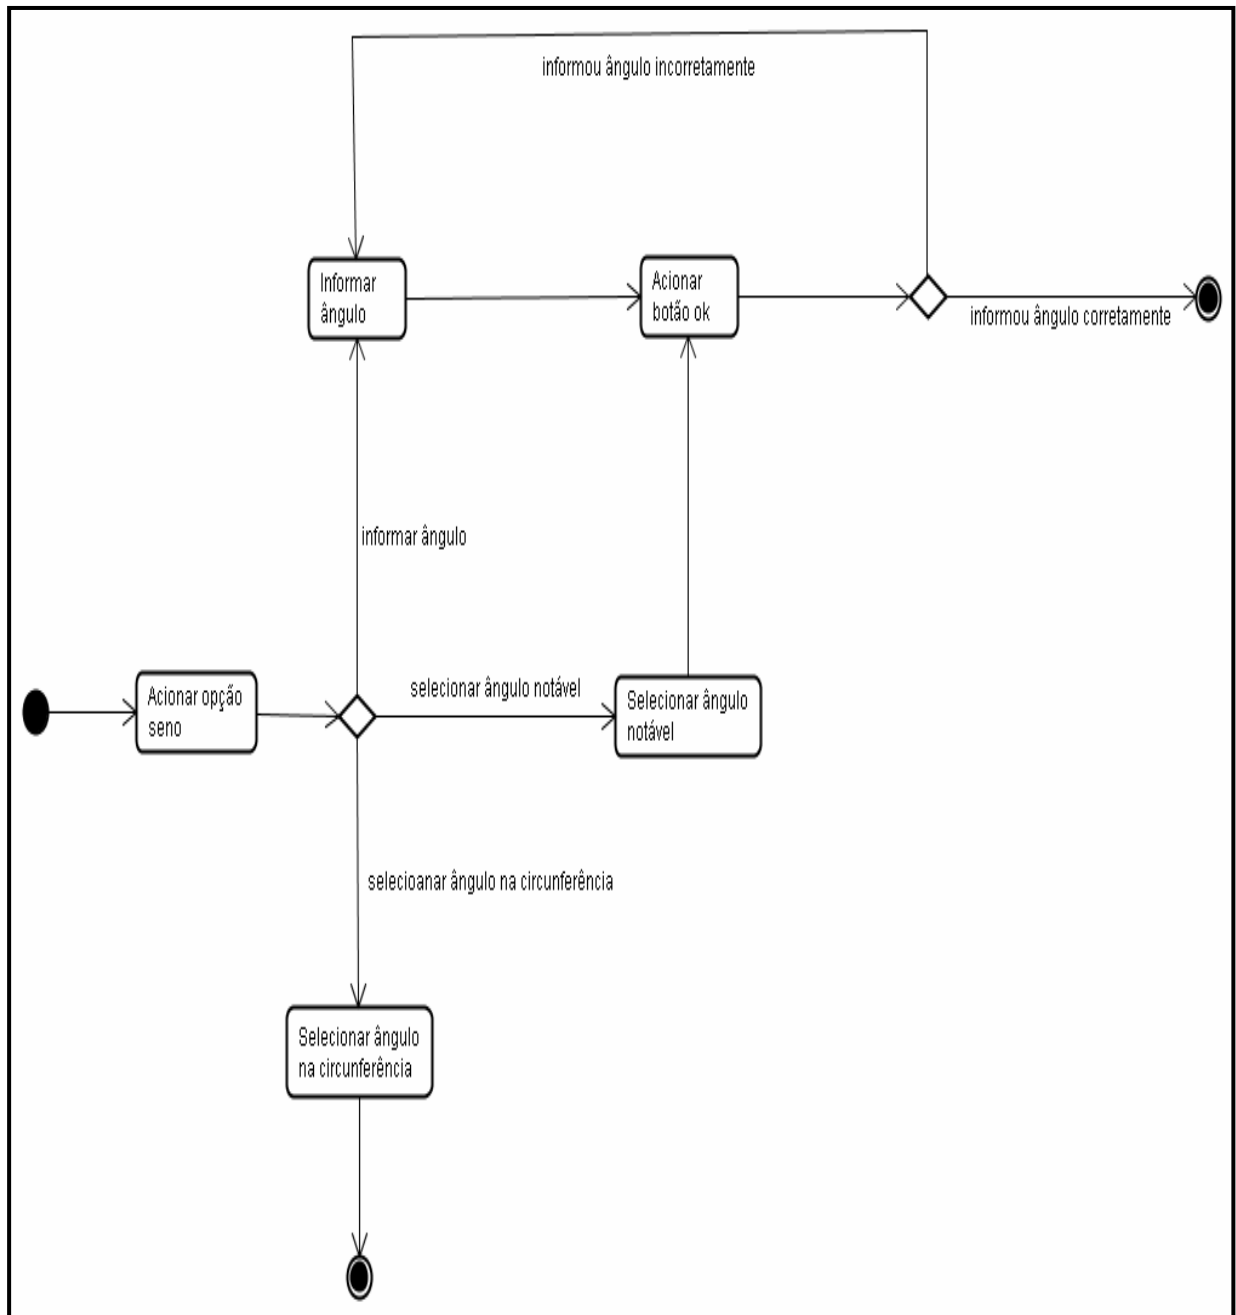 informou ângulo incorretamente
Informar
ângulo
Acionar
botão ok
informou ângulo corretamente
informar ângulo
Acionar opção
seno
selecionar ângulo notável
Selecionar ângulo
notável
selecioanar ângulo na circunferência
Selecionar ângulo
na circunferência